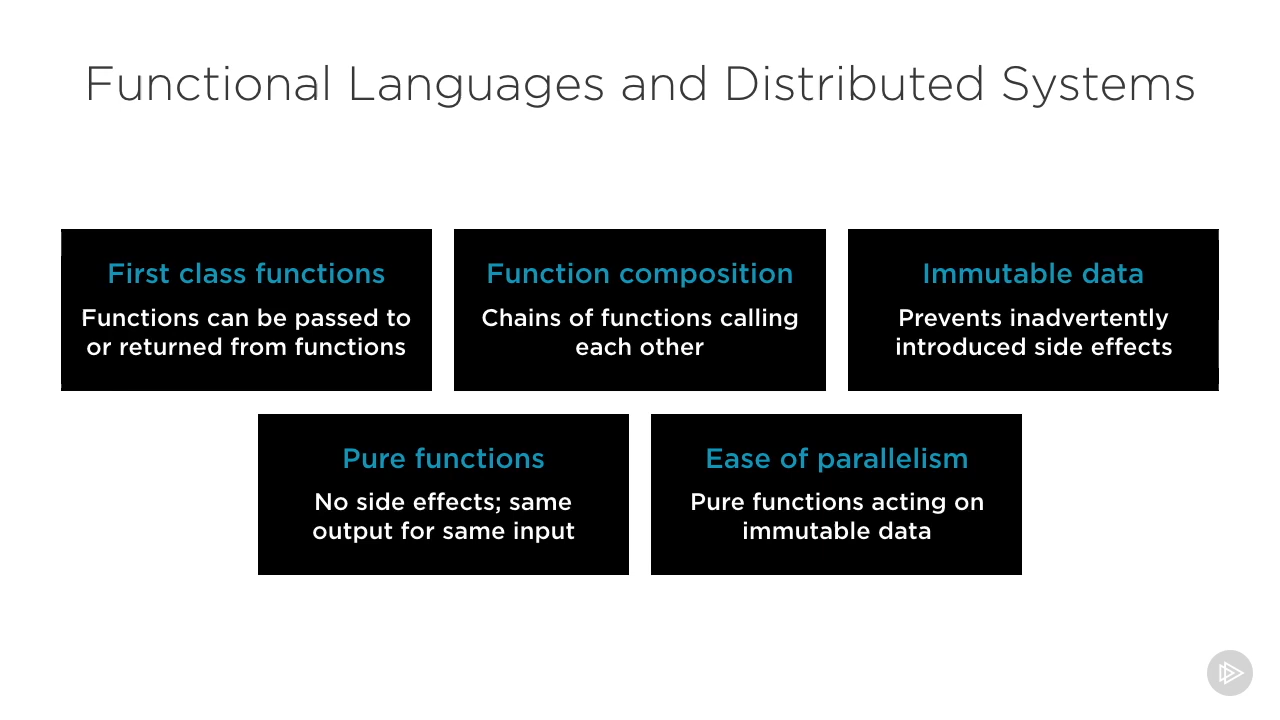 Functional Languages and Distributed Systems
First class functions
Functions can be passed to
or returned from functions
Function composition
Chains of functions calling
each other
Immutable data
Prevents inadvertently
introduced side effects
Pure functions
No side effects; same
output for same input
Ease of parallelism
Pure functions acting on
immutable data